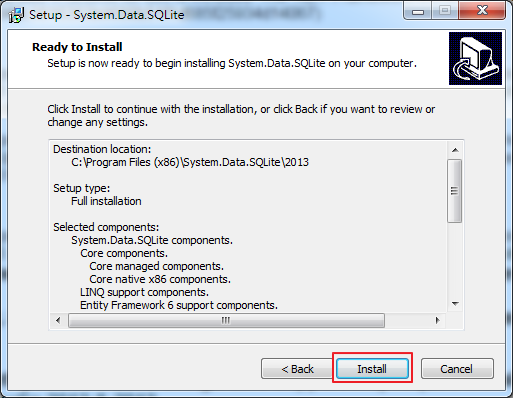 Setup - System.Data.SQLite
Ready to Install
Setup is now ready to begin installing System.Data.SQLite on your computer.
Click Install to continue with the installation, or click Back if you want to review or
change any settings.
Destination location:
C:\Program Files (x86)\System.Data.SQLite\2013
Setup type:
Full installation
Selected components:
System.Data.SQLite components.
Core components.
Core managed components.
Core native x86 components.
LINQ support components.
Entity Framework 6 support components.
< Back
Install
Cancel